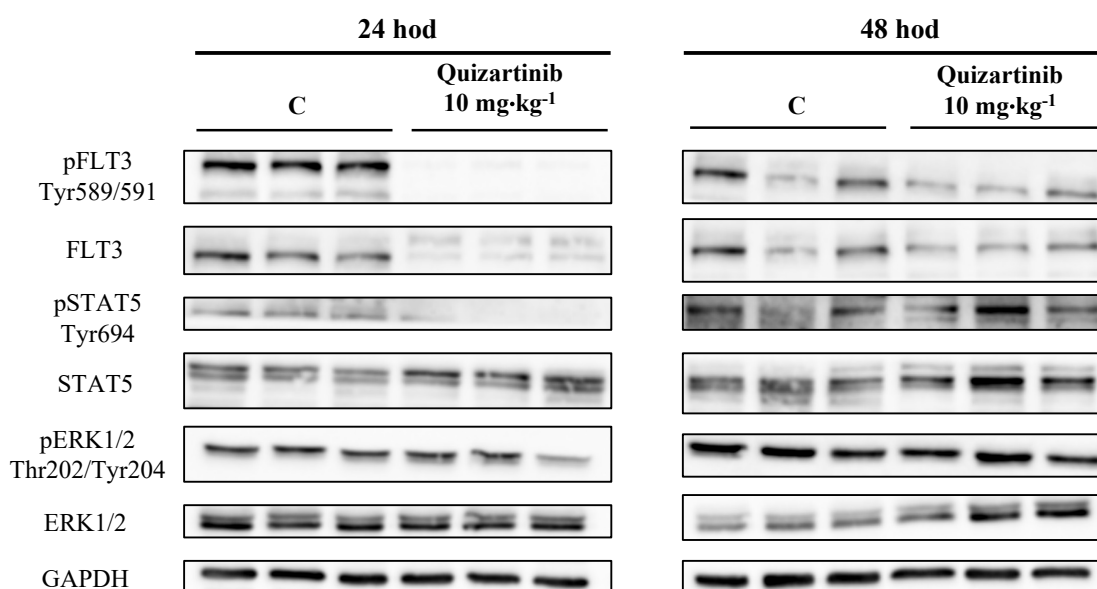 24 hod
48 hod
C
Quizartinib
10 mg·kg⁻¹
C
Quizartinib
10 mg·kg⁻¹
pFLT3
Tyr589/591
FLT3
pSTAT5
Tyr694
STAT5
pERK1/2
Thr202/Tyr204
ERK1/2
GAPDH